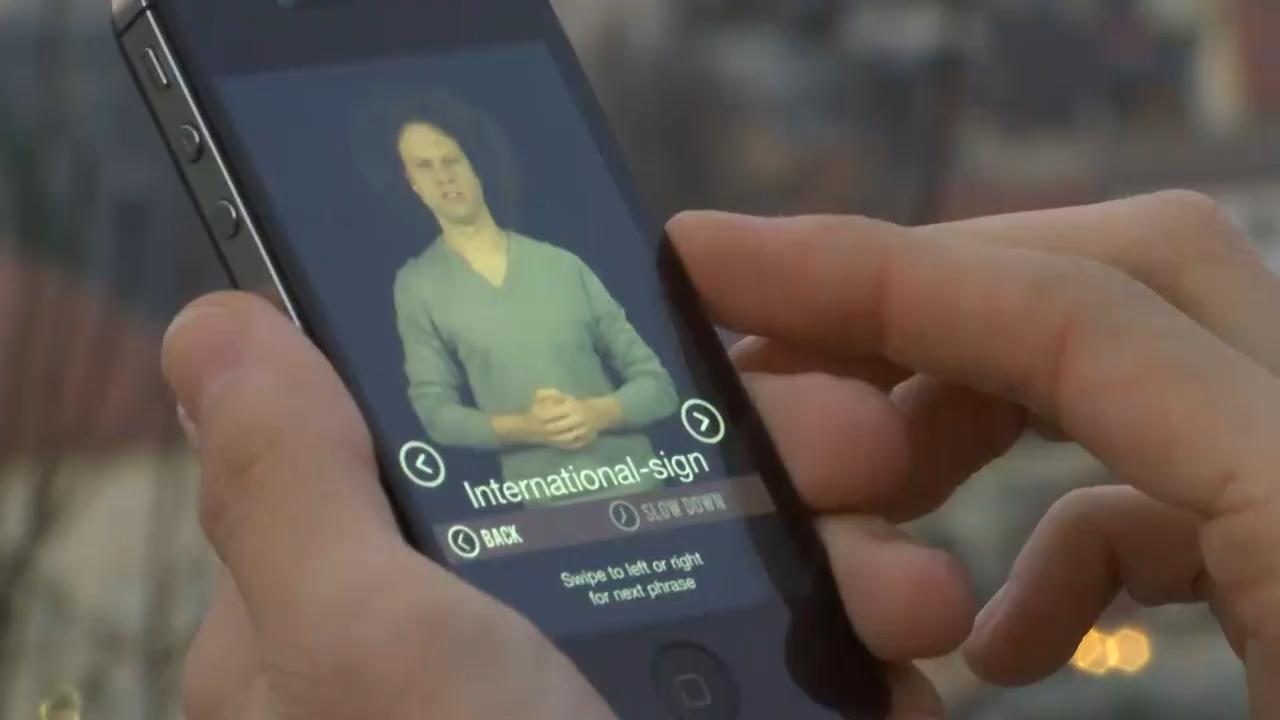 International-sign
BACK
SLOW DOWN
Swipe to left or right
for next phrase